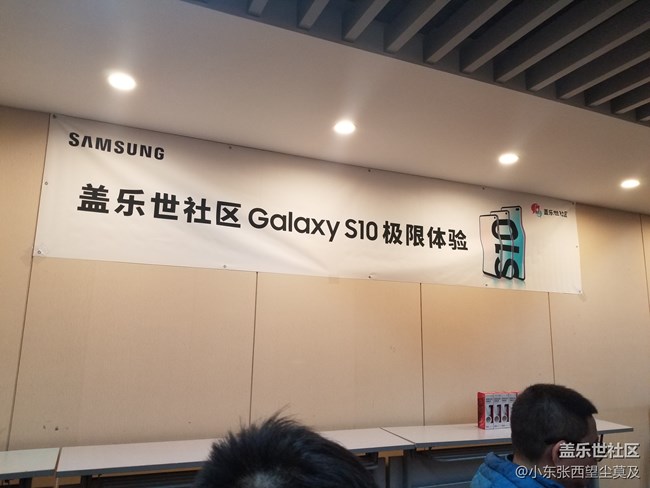 SAMSUNG
盖乐世社区
盖乐世社区 Galaxy S10 极限体验
S10
盖乐世社区
@小东张西望尘莫及